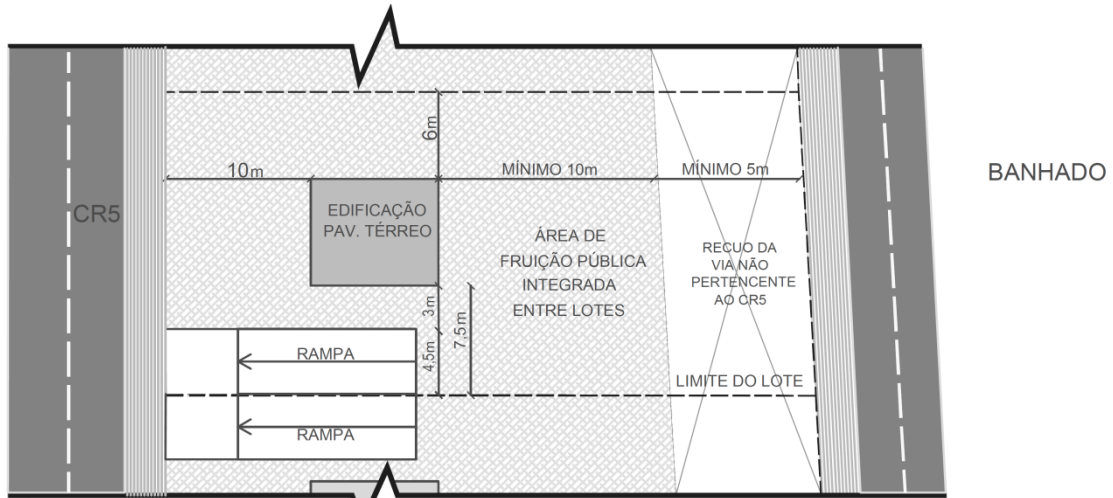 6m
10m
MÍNIMO 10m
MÍNIMO 5m
BANHADO
CR5
EDIFICAÇÃO
PAV. TÉRREO
ÁREA DE
FRUIÇÃO PÚBLICA
INTEGRADA
ENTRE LOTES
RECUO DA
VIA NÃO
PERTENCENTE
AO CR5
3m
7,5m
4,5m
RAMPA
LIMITE DO LOTE
RAMPA